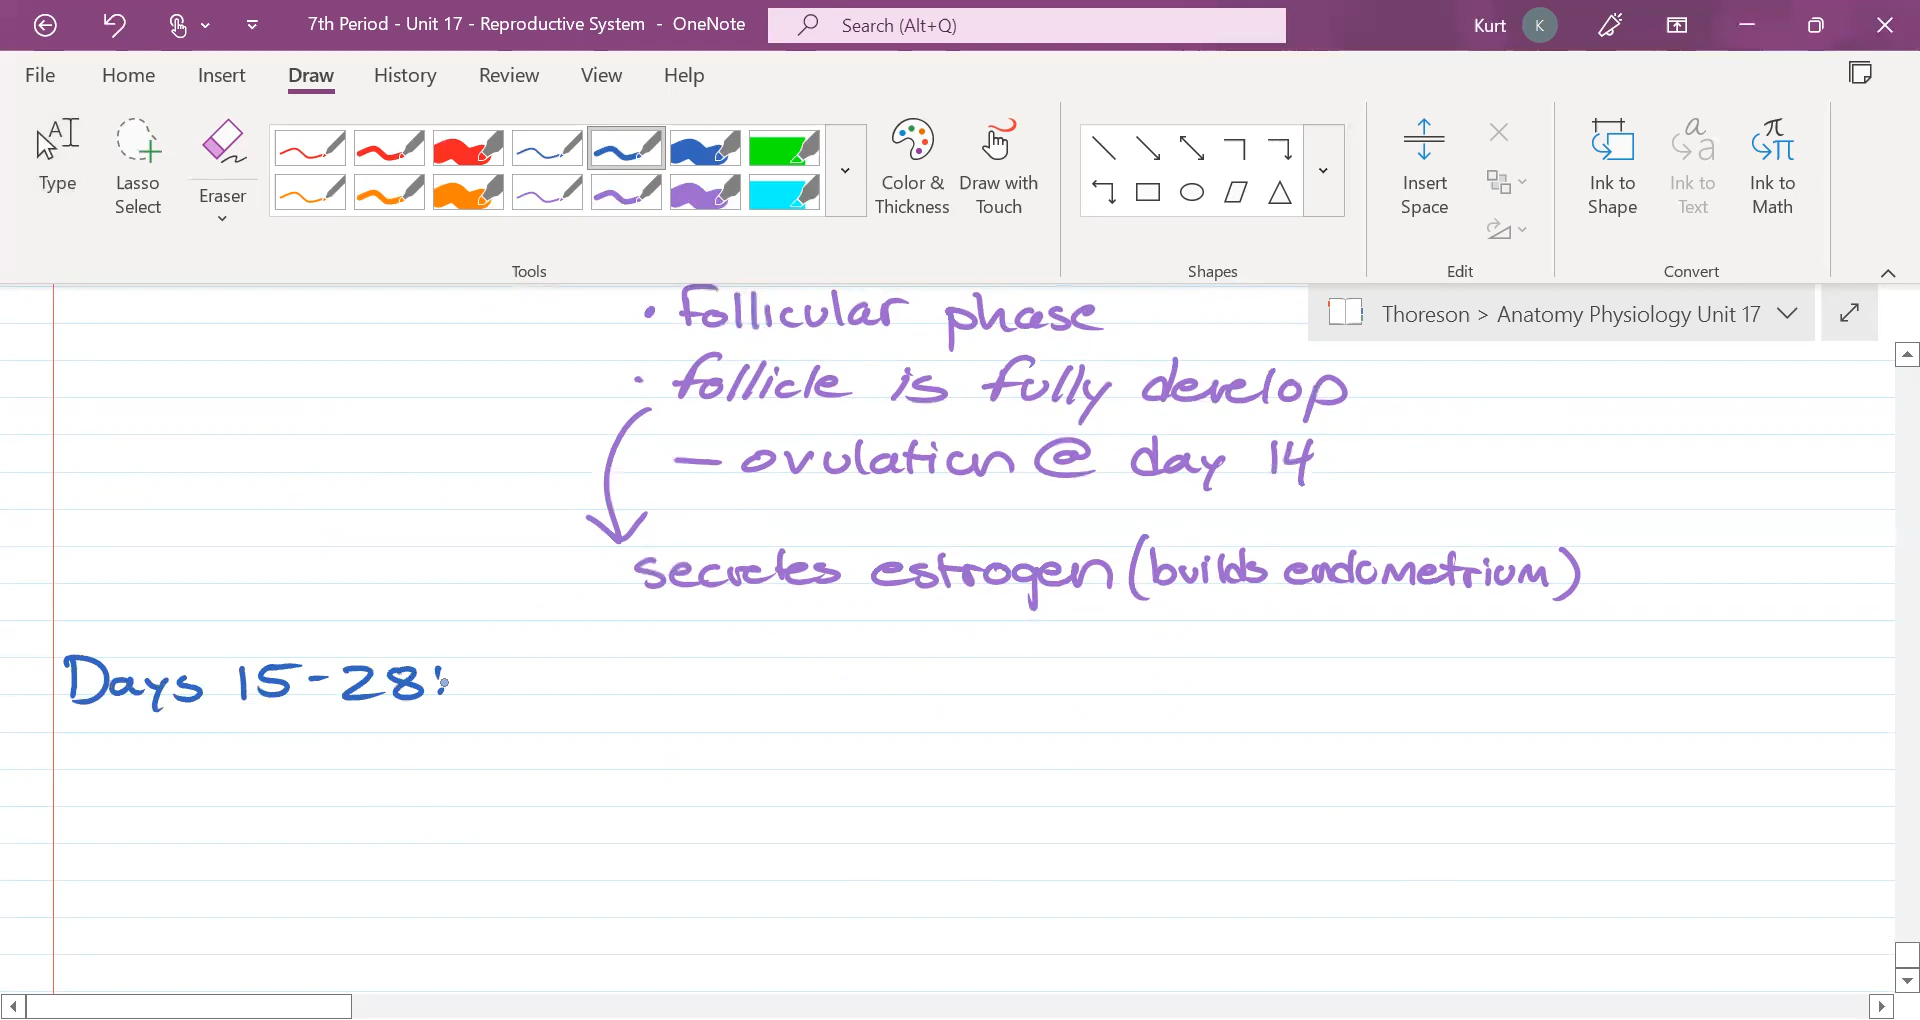 7th Period - Unit 17 - Reproductive System - OneNote
Search (Alt+Q)
Kurt K
File Home Insert Draw History Review View Help
Type
Lasso Select
Eraser
Color & Thickness
Draw with Touch
Insert Space
Ink to Shape
Ink to Text
Ink to Math
Tools Shapes Edit Convert
Thoreson > Anatomy Physiology Unit 17
· Follicular phase
· follicle is fully develop
— ovulation @ day 14
secretes estrogen (builds endometrium)
Days 15-28: